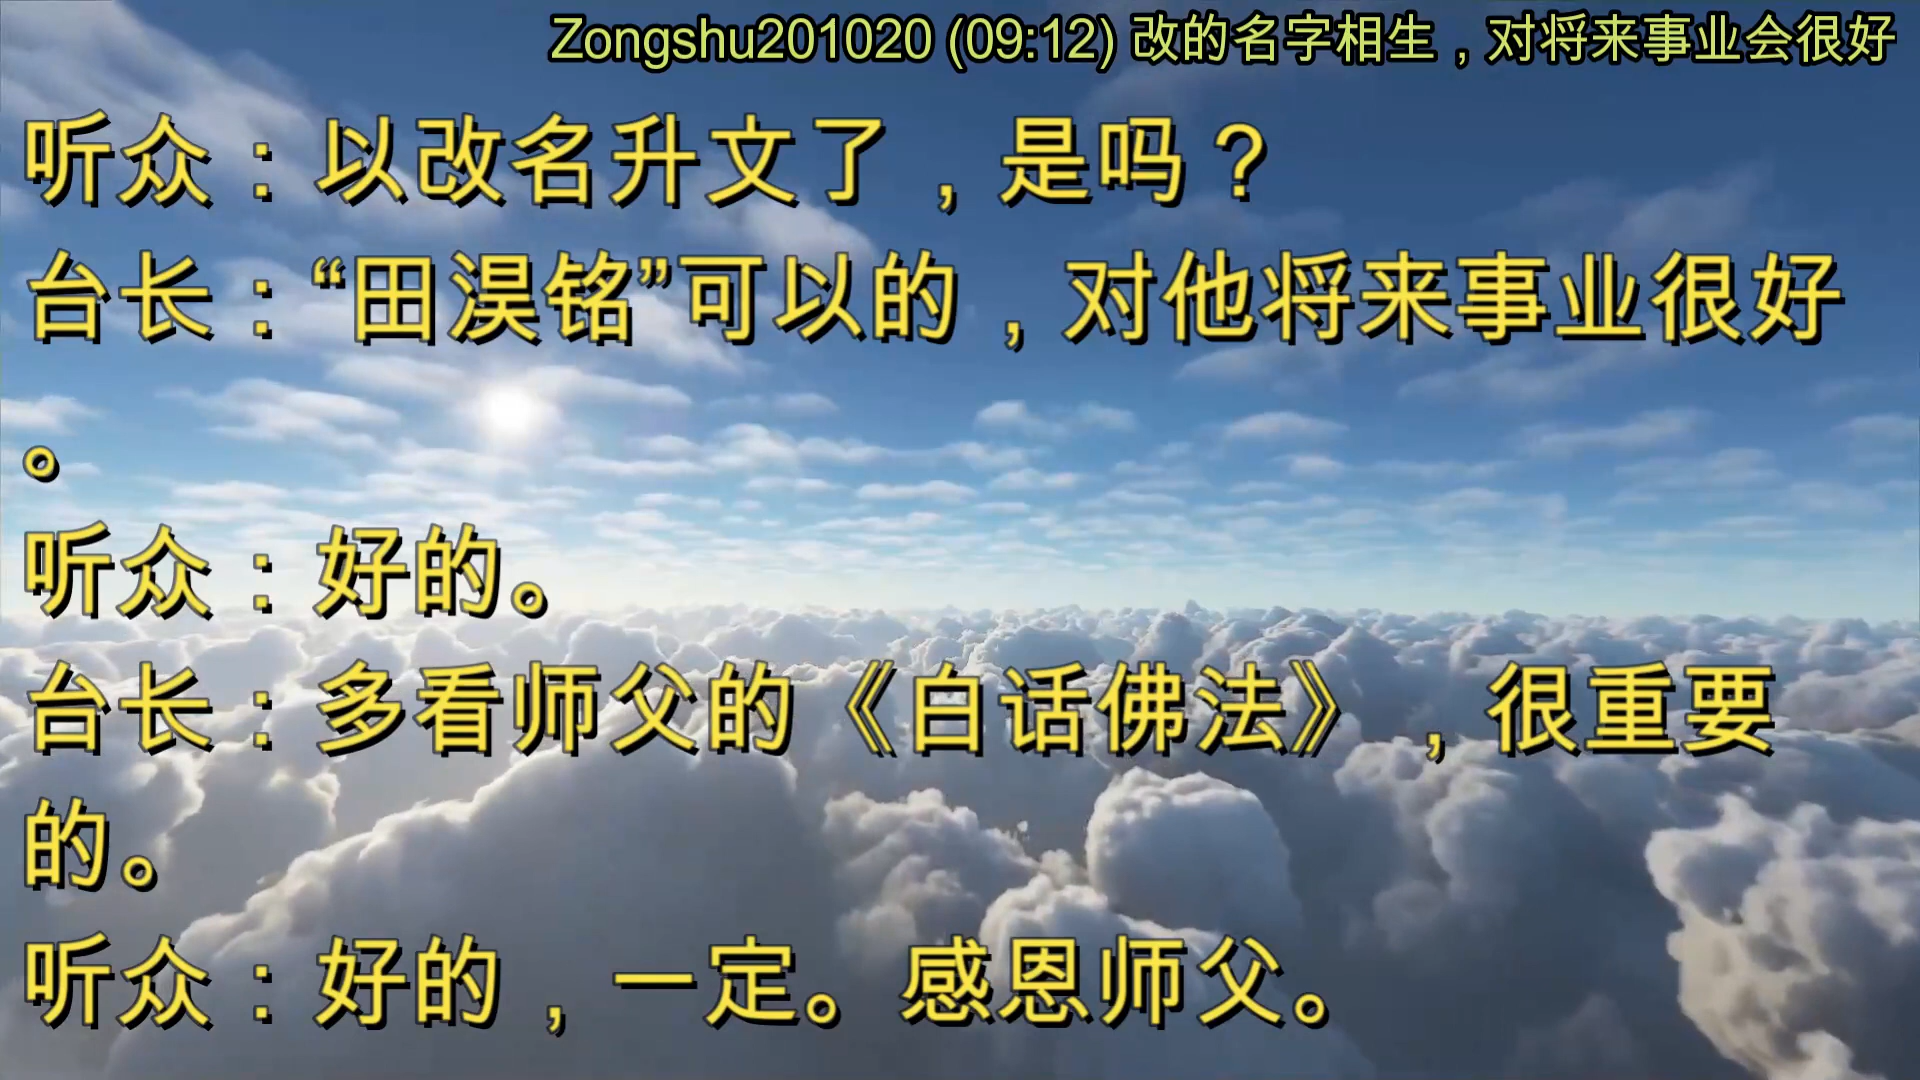 Zongshu201020 (09:12) 改的名字相生，对将来事业会很好
听众：以改名升文了，是吗？
台长：“田淏铭”可以的，对他将来事业很好
。
听众：好的。
台长：多看师父的《白话佛法》，很重要
的。
听众：好的，一定。感恩师父。